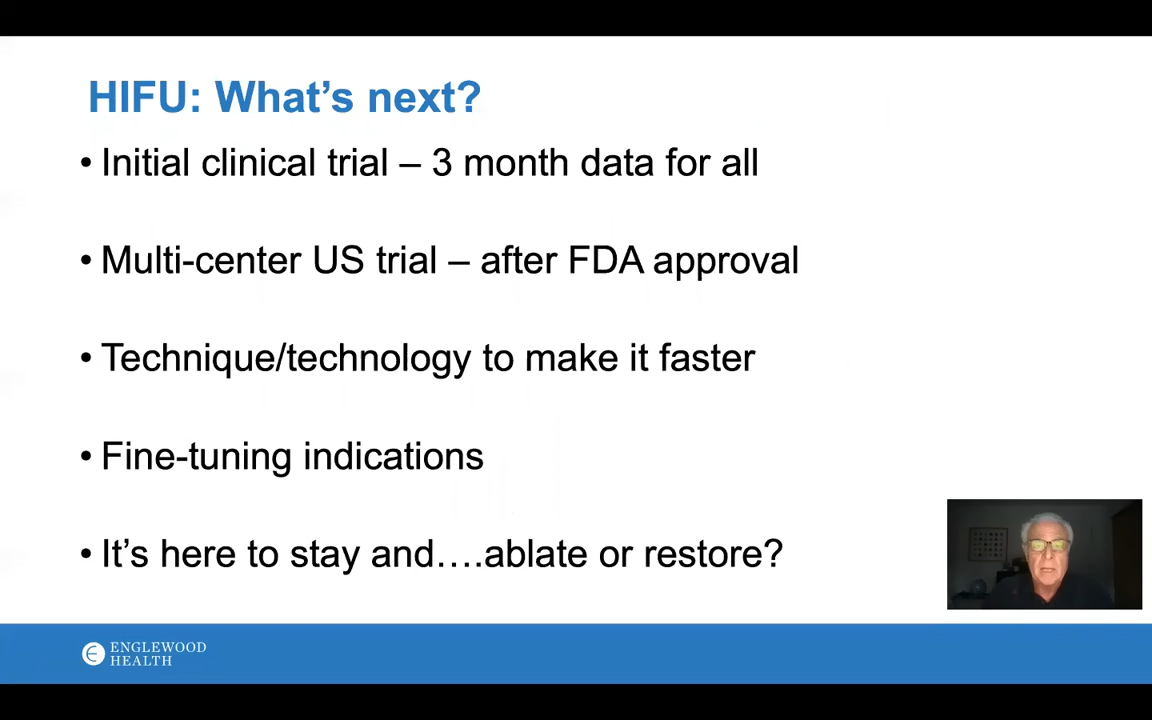 HIFU: What’s next?
• Initial clinical trial – 3 month data for all
• Multi-center US trial – after FDA approval
• Technique/technology to make it faster
• Fine-tuning indications
• It’s here to stay and….ablate or restore?
ENGLEWOOD
HEALTH